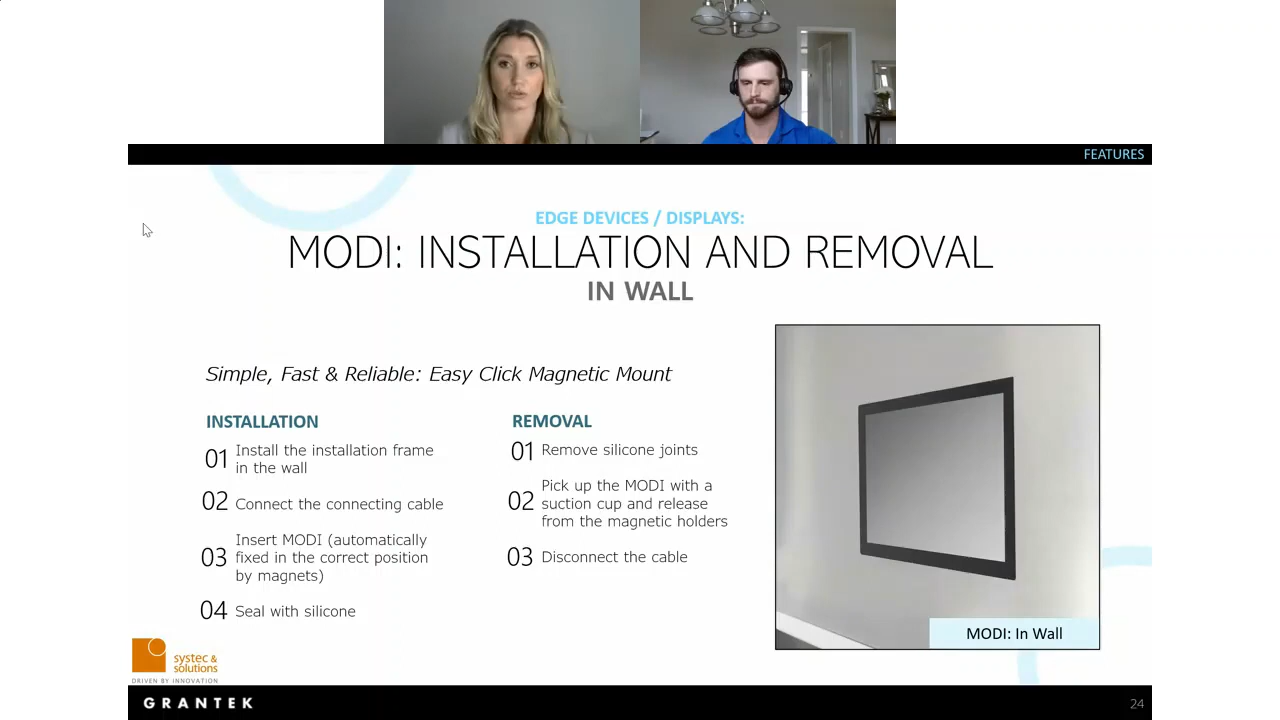 FEATURES
EDGE DEVICES / DISPLAYS:
MODI: INSTALLATION AND REMOVAL
IN WALL
Simple, Fast & Reliable: Easy Click Magnetic Mount
INSTALLATION
01 Install the installation frame
in the wall
02 Connect the connecting cable
03 Insert MODI (automatically
fixed in the correct position
by magnets)
04 Seal with silicone
REMOVAL
01 Remove silicone joints
02 Pick up the MODI with a
suction cup and release
from the magnetic holders
03 Disconnect the cable
MODI: In Wall
systec &
solutions
DRIVEN BY INNOVATION
GRANTEK
24